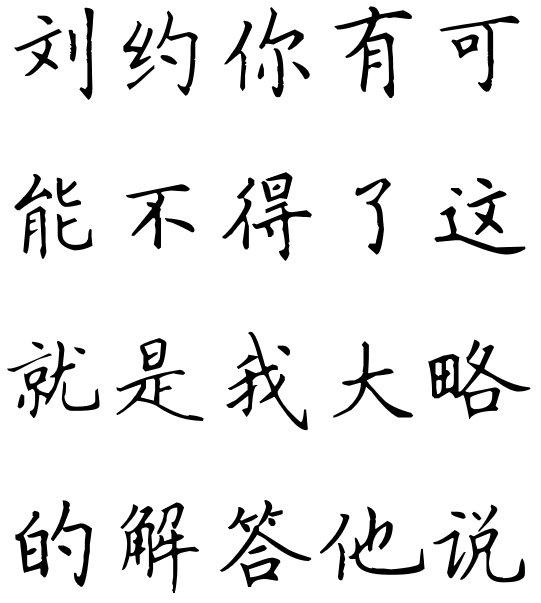 刘约你有可
能不得了这
就是我大略
的解答他说